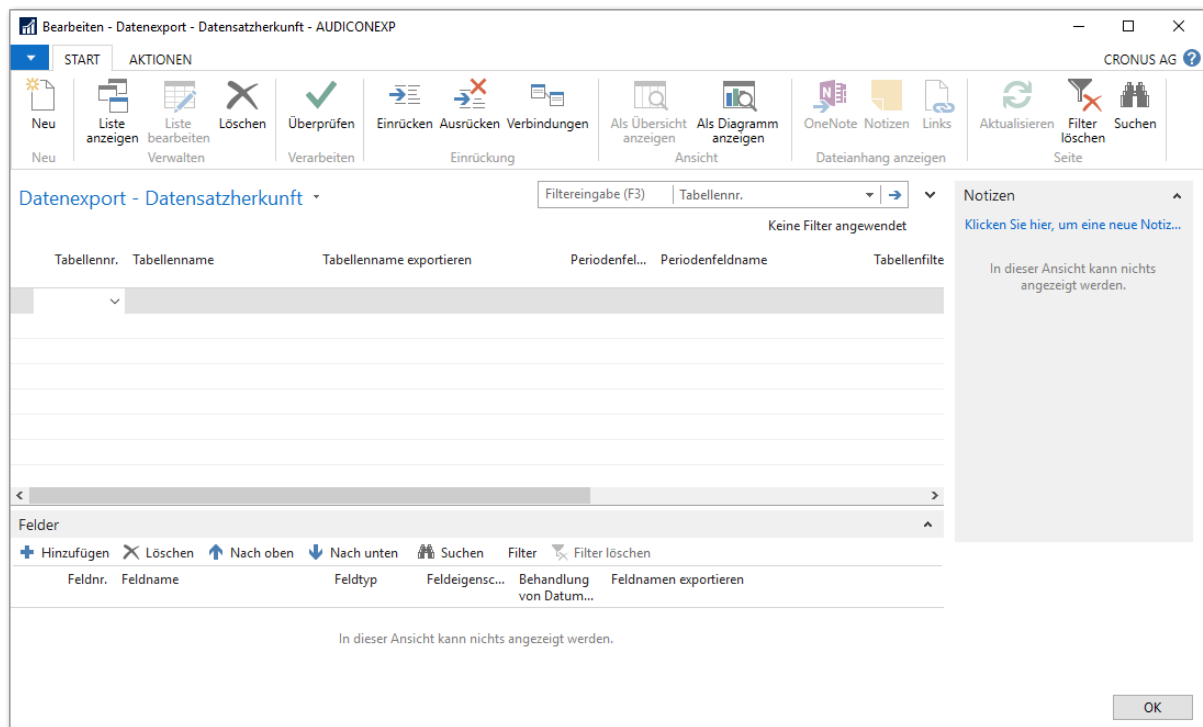 Bearbeiten - Datenexport - Datensatzherkunft - AUDICONEXP
START AKTIONEN CRONUS AG
Neu Liste anzeigen Liste bearbeiten Löschen Überprüfen Einrücken Ausrücken Verbindungen Als Übersicht anzeigen Als Diagramm anzeigen OneNote Notizen Links Aktualisieren Filter löschen Suchen
Neu Verwalten Verarbeiten Einrückung Ansicht Dateianhang anzeigen Seite
Datenexport - Datensatzherkunft
Filtereingabe (F3) Tabellennr.
Keine Filter angewendet
Tabellennr. Tabellenname Tabellenname exportieren Periodenfel... Periodenfeldname Tabellenfilte
Notizen
Klicken Sie hier, um eine neue Notiz...
In dieser Ansicht kann nichts
angezeigt werden.
Felder
Hinzufügen Löschen Nach oben Nach unten Suchen Filter Filter löschen
Feldnr. Feldname Feldtyp Feldeigensc... Behandlung von Datum... Feldnamen exportieren
In dieser Ansicht kann nichts angezeigt werden.
OK